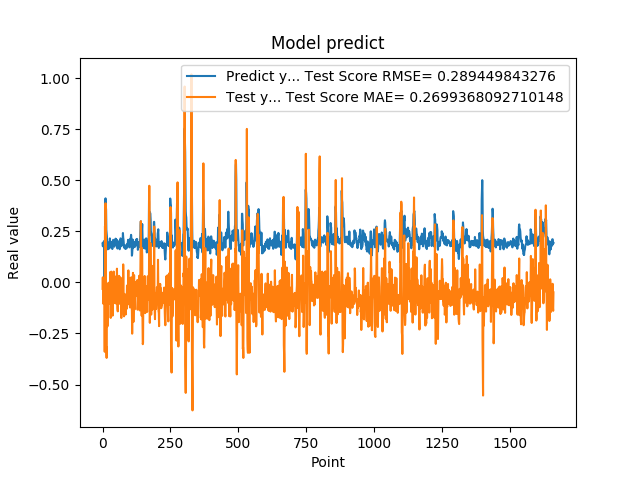 Model predict
Predict y... Test Score RMSE= 0.289449843276
Test y... Test Score MAE= 0.2699368092710148
1.00
0.75
0.50
0.25
0.00
−0.25
−0.50
Real value
0 250 500 750 1000 1250 1500
Point